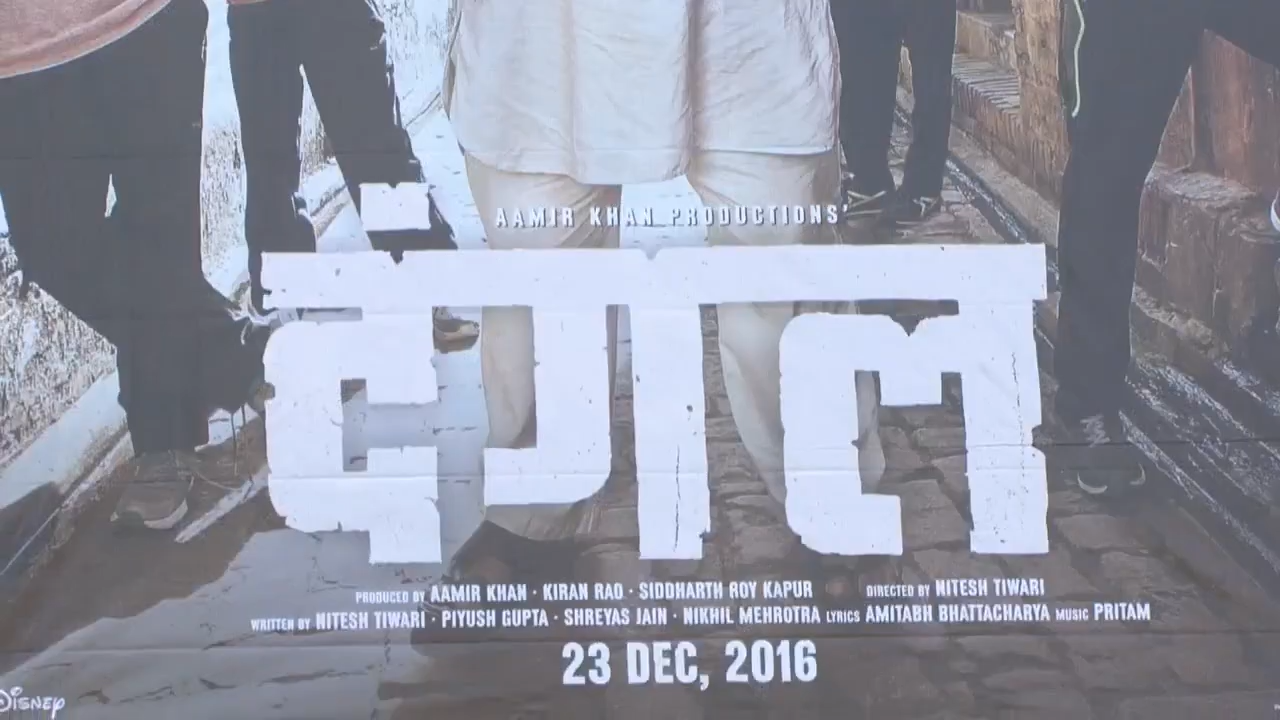 AAMIR KHAN PRODUCTIONS'
दंगल
PRODUCED BY AAMIR KHAN · KIRAN RAO · SIDDHARTH ROY KAPUR DIRECTED BY NITESH TIWARI
WRITTEN BY NITESH TIWARI · PIYUSH GUPTA · SHREYAS JAIN · NIKHIL MEHROTRA LYRICS AMITABH BHATTACHARYA MUSIC PRITAM
23 DEC, 2016
DISNEY